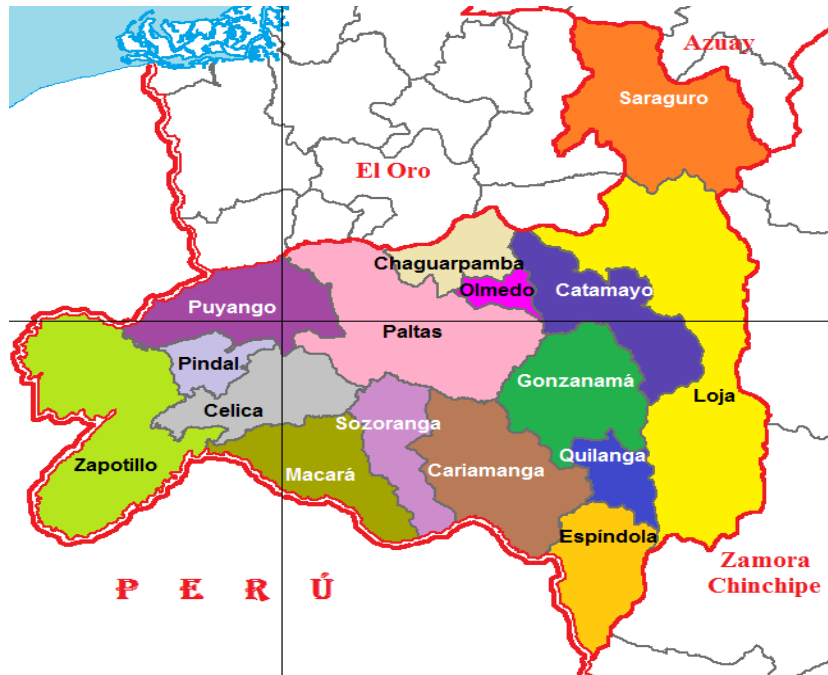 Azuay
Saraguro
El Oro
Chaguarpamba
Olmedo
Catamayo
Puyango
Paltas
Pindal
Gonzanamá
Loja
Celica
Sozoranga
Quilanga
Zapotillo
Macará
Cariamanga
Espíndola
Zamora
Chinchipe
P E R Ú